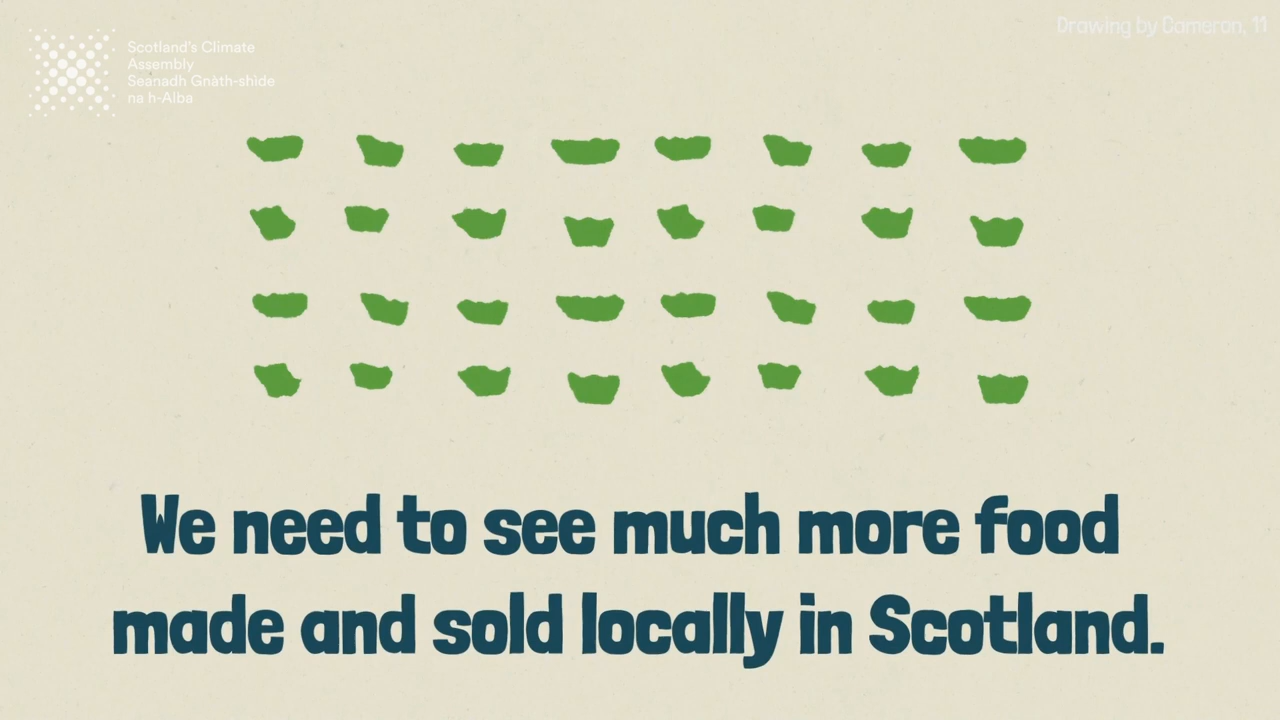 Scotland's Climate
Assembly
Seanadh Gnàth-shìde
na h-Alba
Drawing by Cameron, 11
We need to see much more food
made and sold locally in Scotland.